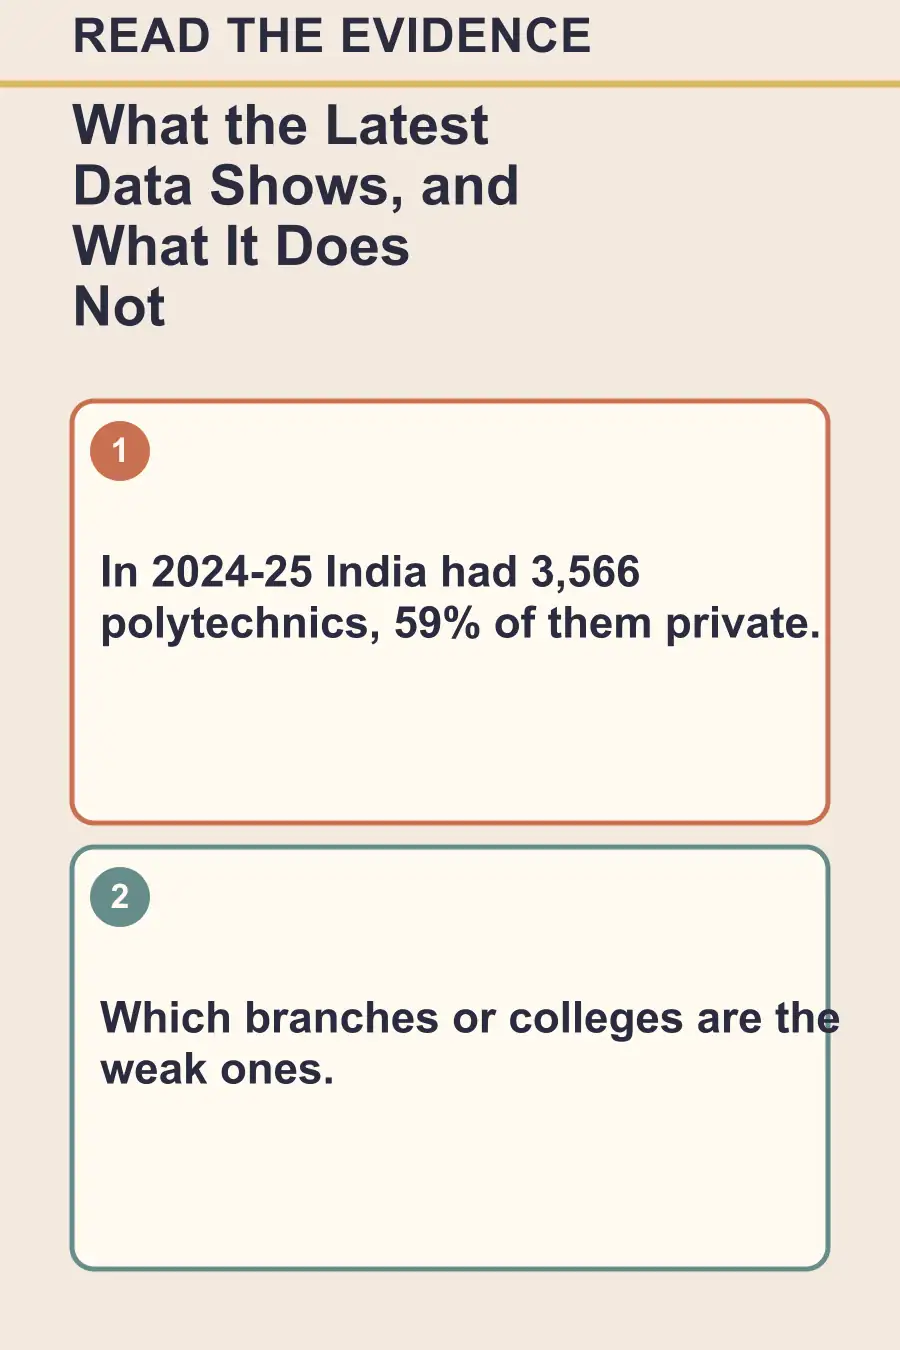 READ THE EVIDENCE
What the Latest
Data Shows, and
What It Does
Not
1
In 2024-25 India had 3,566
polytechnics, 59% of them private.
2
Which branches or colleges are the
weak ones.